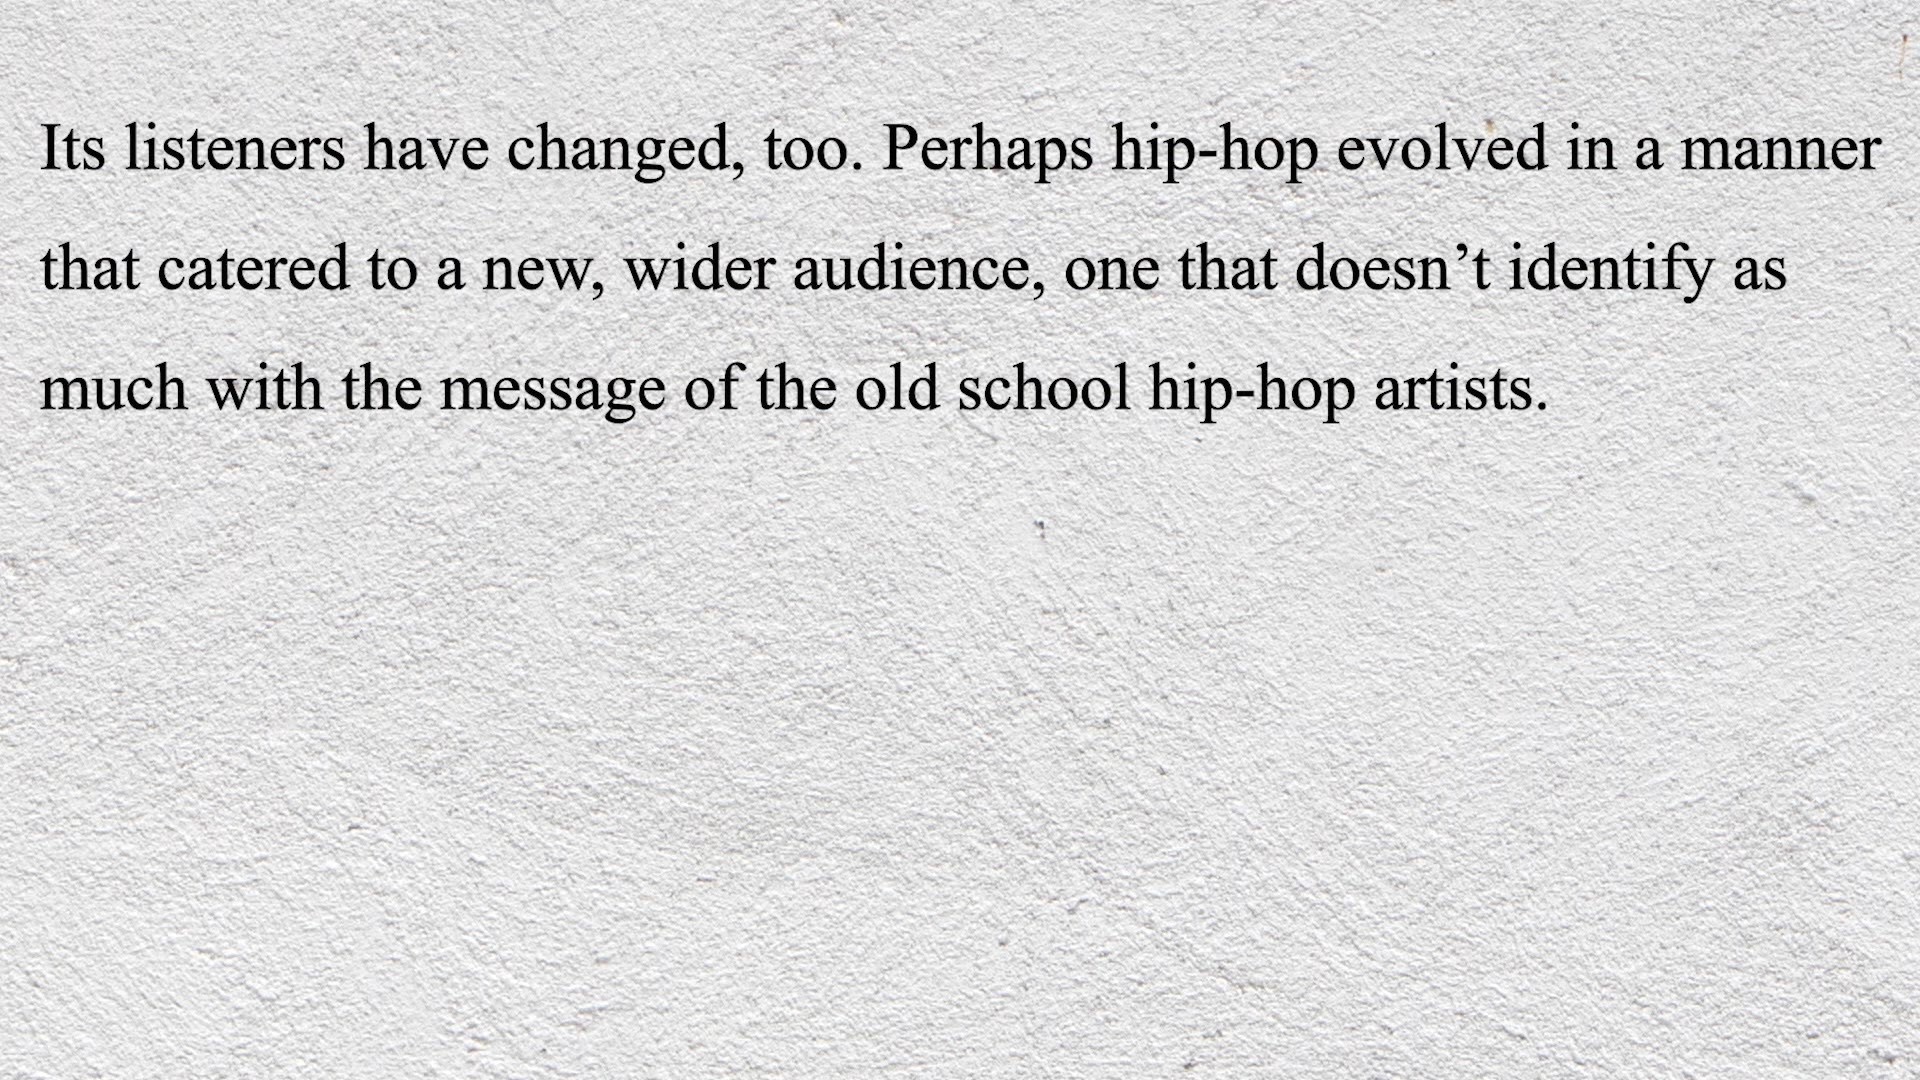 Its listeners have changed, too. Perhaps hip-hop evolved in a manner
that catered to a new, wider audience, one that doesn’t identify as
much with the message of the old school hip-hop artists.